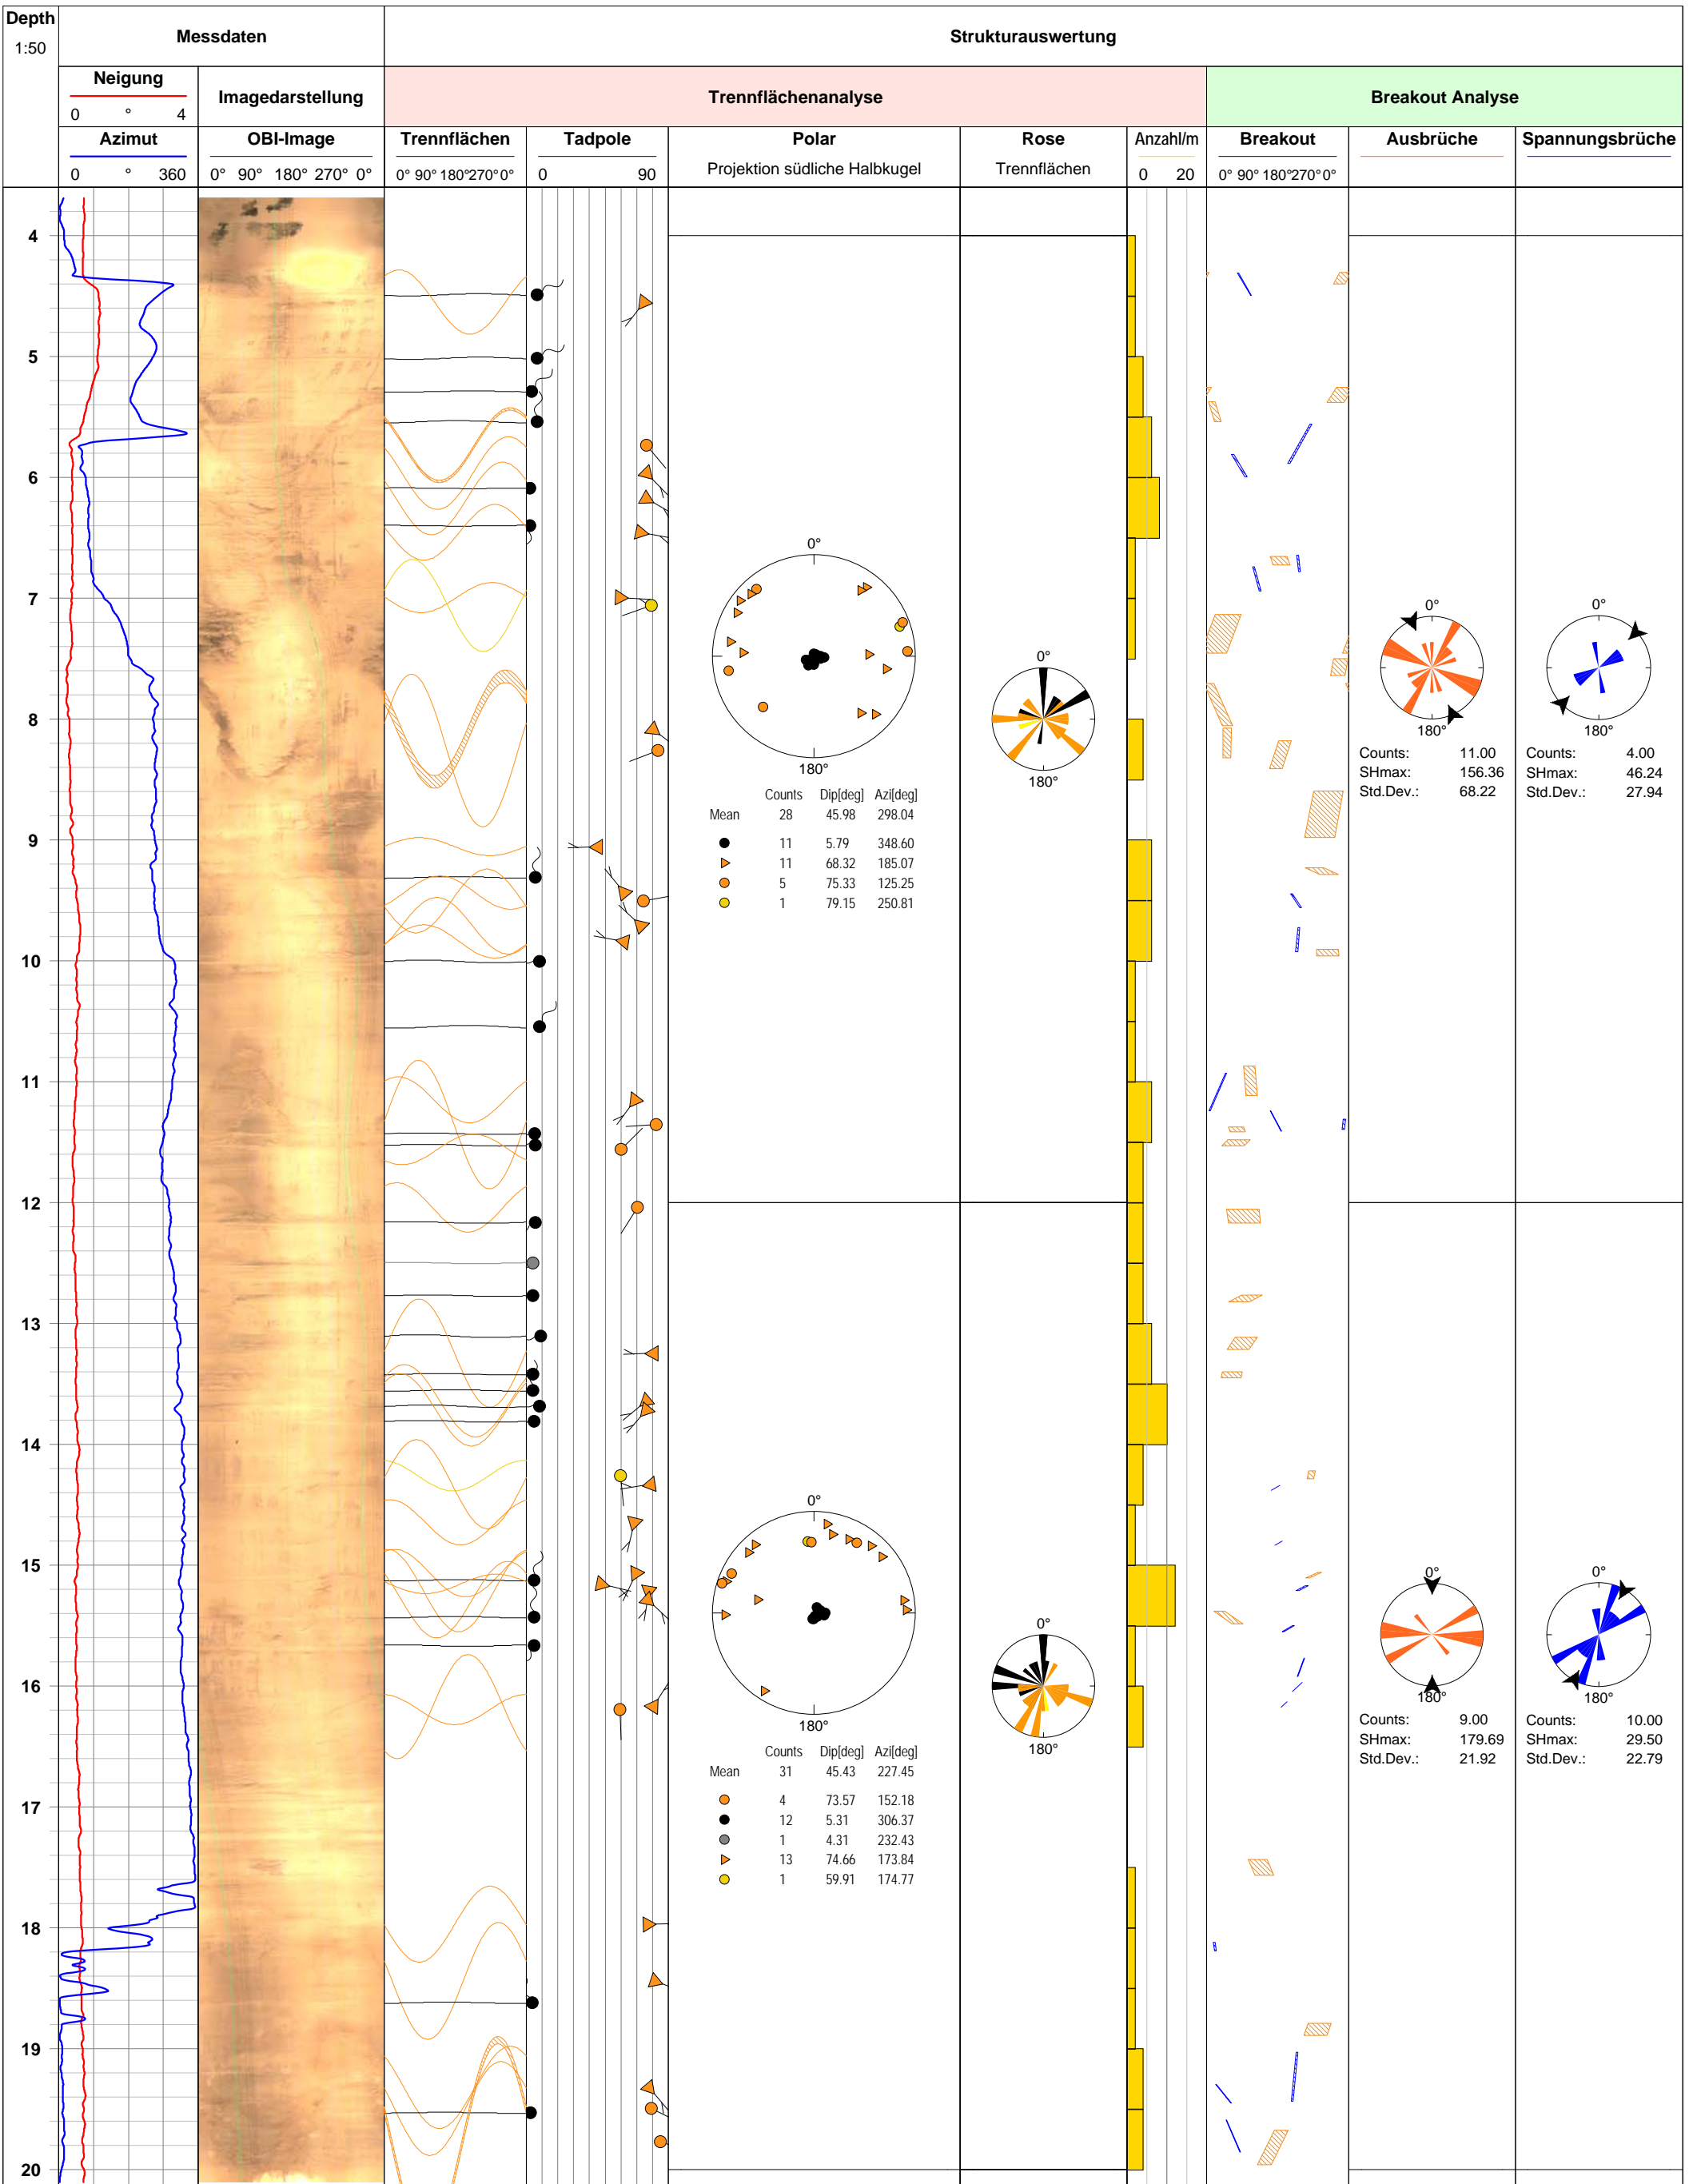 Depth
1:50
Messdaten
Strukturauswertung
Neigung
0 ° 4
Imagedarstellung
Trennflächenanalyse
Breakout Analyse
Azimut
0 ° 360
OBI-Image
0° 90° 180° 270° 0°
Trennflächen
0° 90° 180° 270° 0°
Tadpole
0 90
Polar
Projektion südliche Halbkugel
Rose
Trennflächen
Anzahl/m
0 20
Breakout
0° 90° 180° 270° 0°
Ausbrüche
Spannungsbrüche
4
5
6
7
8
9
10
11
12
13
14
15
16
17
18
19
20
0°
180°
Counts Dip[deg] Azi[deg]
Mean 28 45.98 298.04
11 5.79 348.60
11 68.32 185.07
5 75.33 125.25
1 79.15 250.81
0°
180°
0°
180°
Counts: 11.00
SHmax: 156.36
Std.Dev.: 68.22
0°
180°
Counts: 4.00
SHmax: 46.24
Std.Dev.: 27.94
0°
180°
Counts Dip[deg] Azi[deg]
Mean 31 45.43 227.45
4 73.57 152.18
12 5.31 306.37
1 4.31 232.43
13 74.66 173.84
1 59.91 174.77
0°
180°
0°
180°
Counts: 9.00
SHmax: 179.69
Std.Dev.: 21.92
0°
180°
Counts: 10.00
SHmax: 29.50
Std.Dev.: 22.79